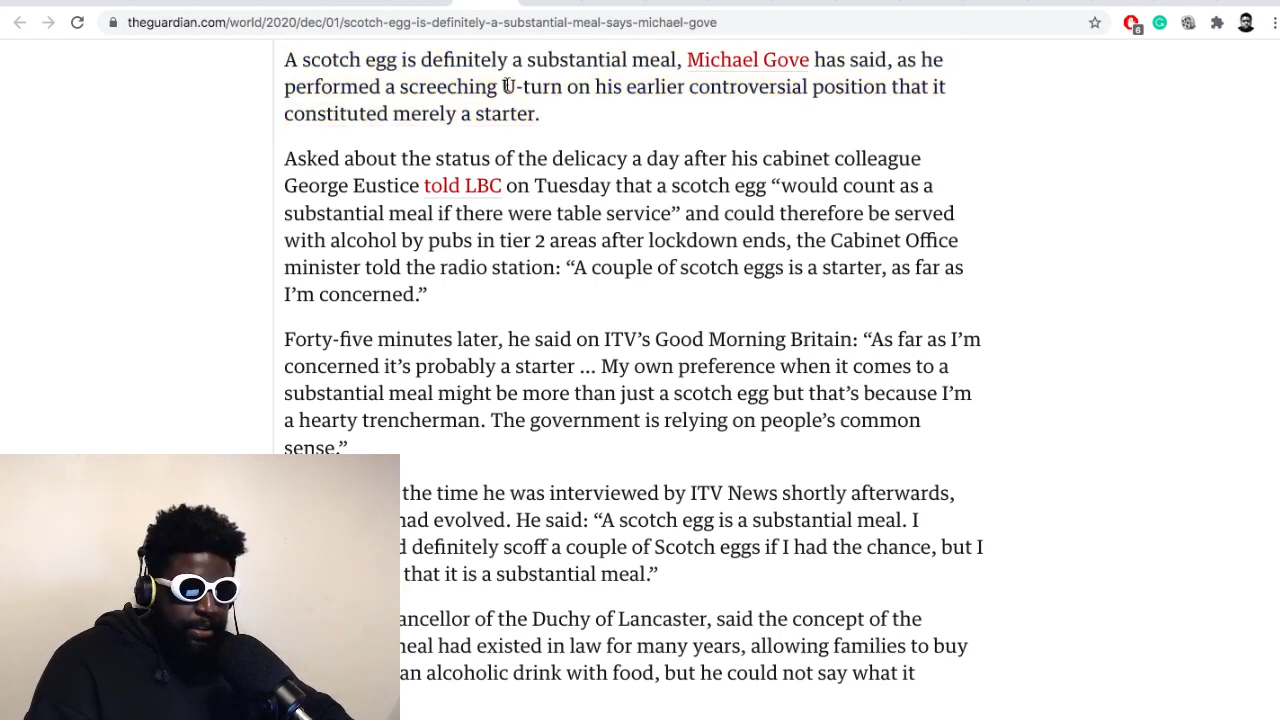 theguardian.com/world/2020/dec/01/scotch-egg-is-definitely-a-substantial-meal-says-michael-gove
6
A scotch egg is definitely a substantial meal, Michael Gove has said, as he
performed a screeching U-turn on his earlier controversial position that it
constituted merely a starter.
Asked about the status of the delicacy a day after his cabinet colleague
George Eustice told LBC on Tuesday that a scotch egg “would count as a
substantial meal if there were table service” and could therefore be served
with alcohol by pubs in tier 2 areas after lockdown ends, the Cabinet Office
minister told the radio station: “A couple of scotch eggs is a starter, as far as
I’m concerned.”
Forty-five minutes later, he said on ITV’s Good Morning Britain: “As far as I’m
concerned it’s probably a starter ... My own preference when it comes to a
substantial meal might be more than just a scotch egg but that’s because I’m
a hearty trencherman. The government is relying on people’s common
sense.”
the time he was interviewed by ITV News shortly afterwards,
had evolved. He said: “A scotch egg is a substantial meal. I
definitely scoff a couple of Scotch eggs if I had the chance, but I
that it is a substantial meal.”
ancellor of the Duchy of Lancaster, said the concept of the
meal had existed in law for many years, allowing families to buy
an alcoholic drink with food, but he could not say what it